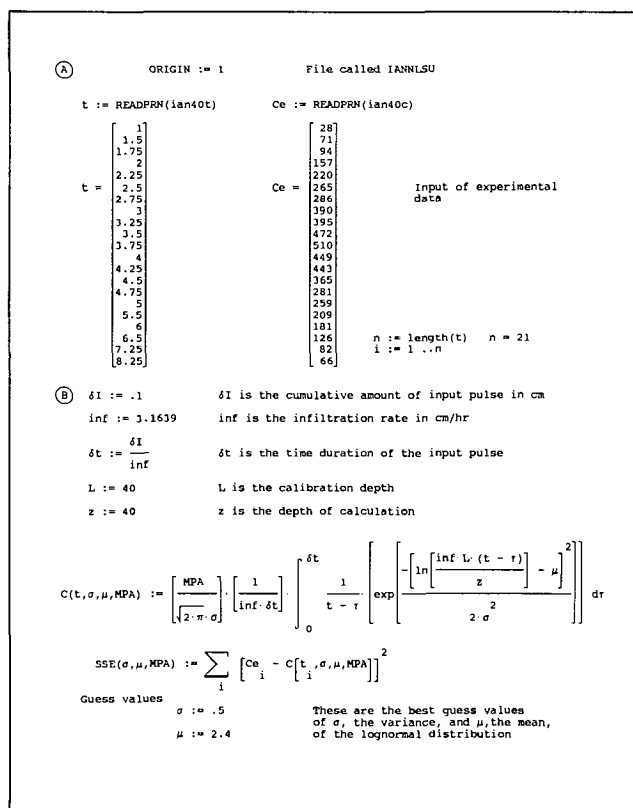 Ⓐ ORIGIN := 1 File called IANNLSU
t := READPRN(ian40t) Ce := READPRN(ian40c)
t =
1
1.5
1.75
2
2.25
2.5
2.75
3
3.25
3.5
3.75
4
4.25
4.5
4.75
5
5.5
6
6.5
7.25
8.25
Ce =
28
71
94
157
220
265
286
390
395
472
510
449
443
365
281
259
209
181
126
82
66
Input of experimental
data
n := length(t) n = 21
i := 1 ..n
Ⓑ δI := .1 δI is the cumulative amount of input pulse in cm
inf := 3.1639 inf is the infiltration rate in cm/hr
δt := δI / inf δt is the time duration of the input pulse
L := 40 L is the calibration depth
z := 40 z is the depth of calculation
C(t,σ,μ,MPA) := [MPA / √2·π·σ]·[1 / inf·δt]·∫₀^δt 1 / t − τ ·[exp[−[ln[inf·L·(t − τ) / z] − μ]² / 2·σ²]] dτ
SSE(σ,μ,MPA) := ∑ᵢ [Ceᵢ − C[tᵢ,σ,μ,MPA]]²
Guess values
σ := .5 These are the best guess values
of σ, the variance, and μ,the mean,
μ := 2.4 of the lognormal distribution